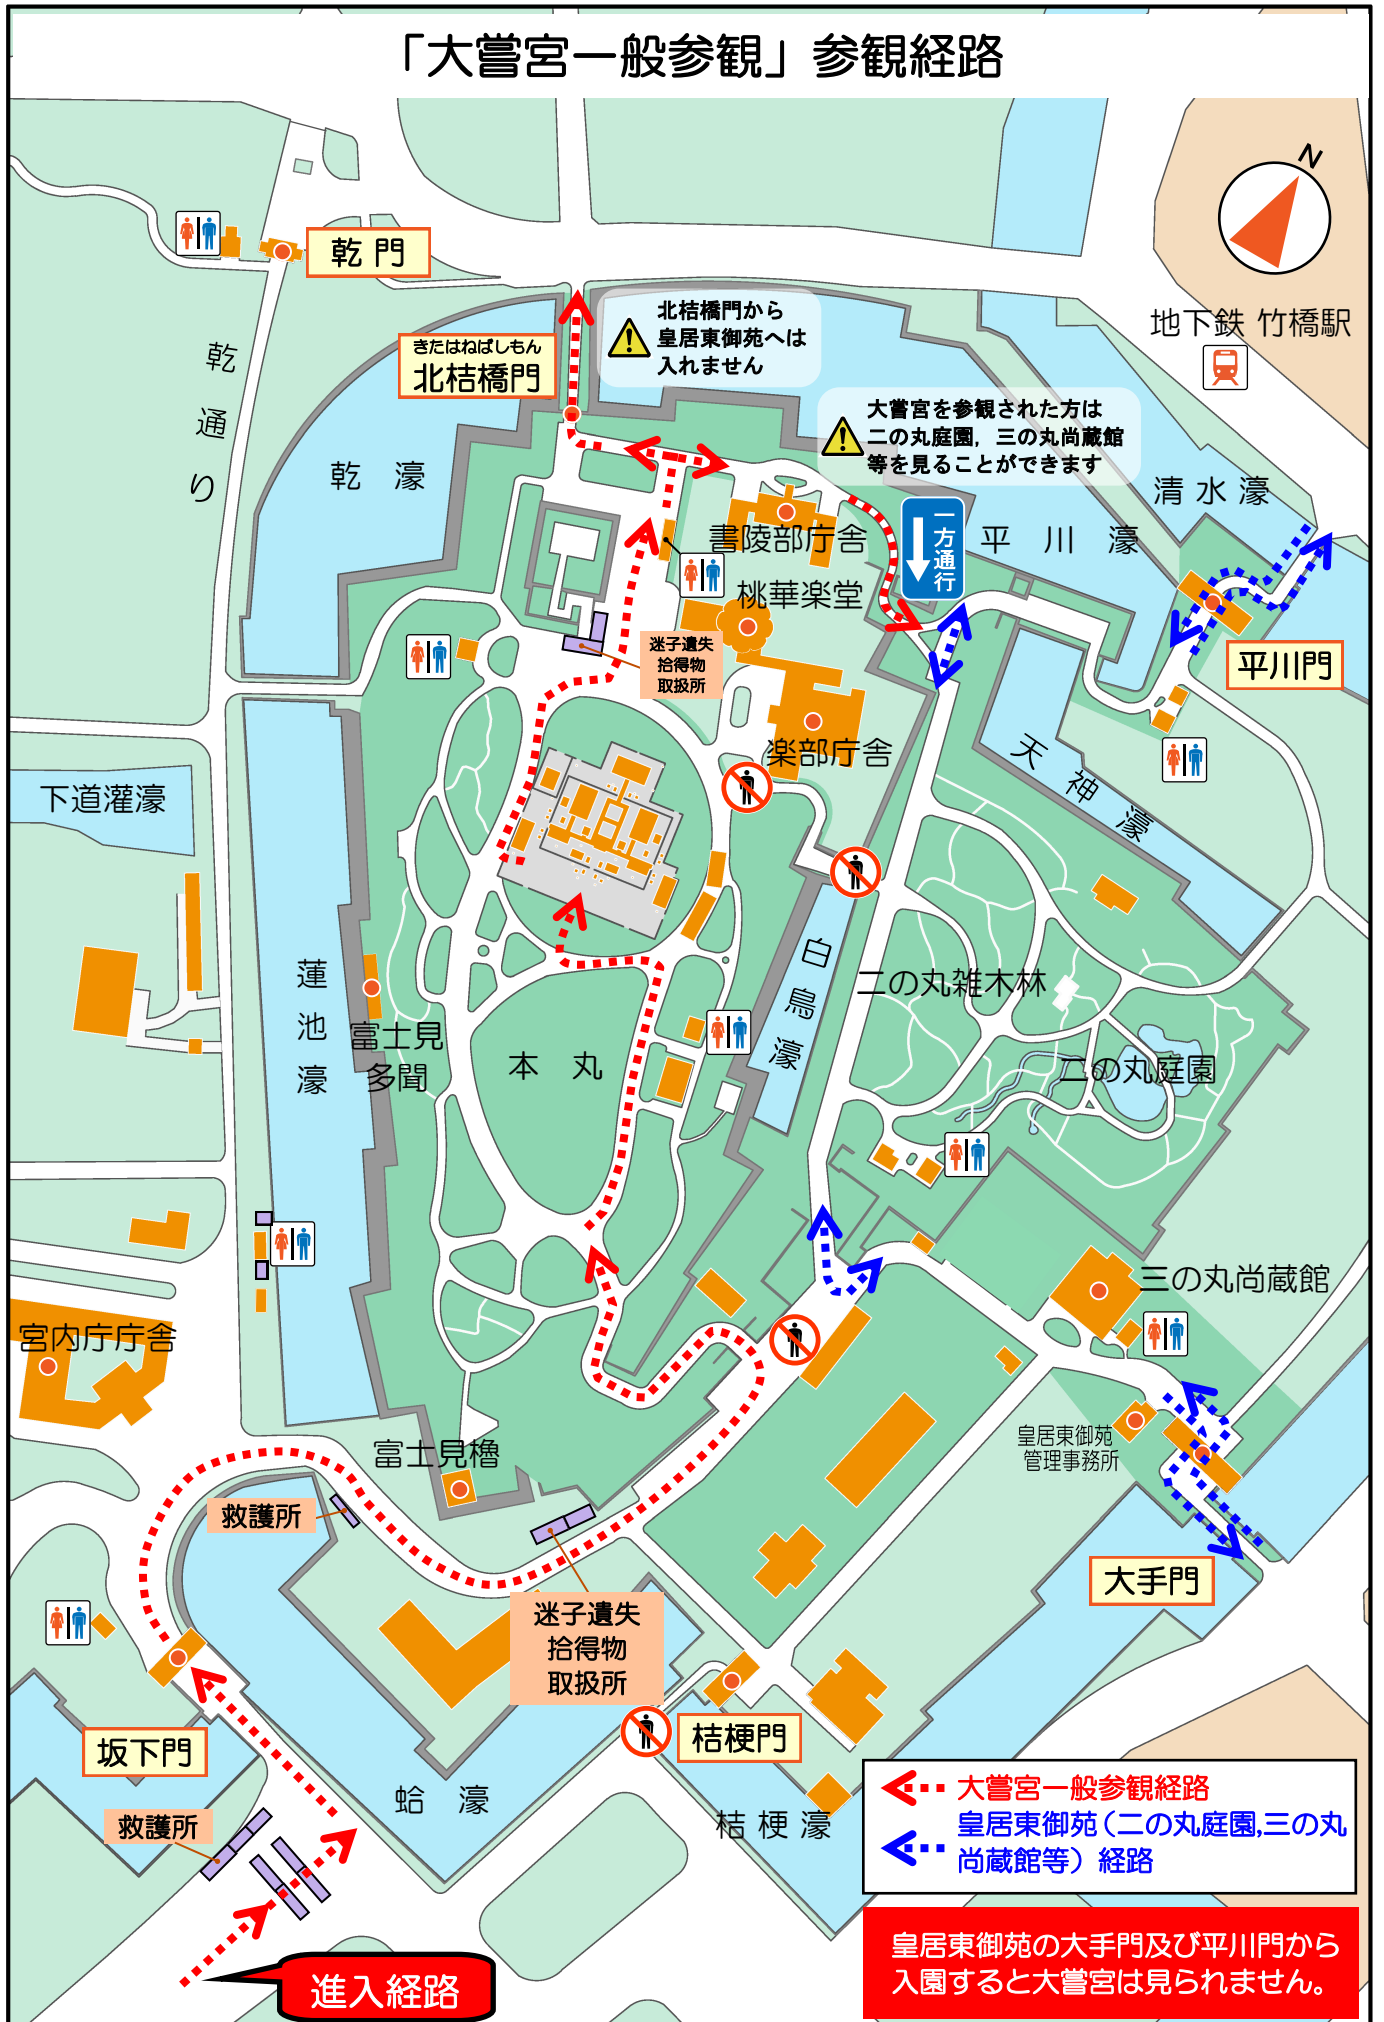 「大嘗宮一般参観」参観経路
N
乾門
乾通り
きたはねばしもん
北桔橋門
北桔橋門から
皇居東御苑へは
入れません
地下鉄 竹橋駅
大嘗宮を参観された方は
二の丸庭園，三の丸尚蔵館
等を見ることができます
乾濠
清水濠
一方通行
平川濠
書陵部庁舎
桃華楽堂
迷子遺失
拾得物
取扱所
平川門
楽部庁舎
天神濠
下道灌濠
白鳥濠
蓮池濠
二の丸雑木林
富士見
多聞
本丸
二の丸庭園
三の丸尚蔵館
宮内庁庁舎
皇居東御苑
管理事務所
富士見櫓
救護所
大手門
迷子遺失
拾得物
取扱所
坂下門
桔梗門
蛤濠
桔梗濠
救護所
大嘗宮一般参観経路
皇居東御苑（二の丸庭園,三の丸
尚蔵館等）経路
皇居東御苑の大手門及び平川門から
入園すると大嘗宮は見られません。
進入経路